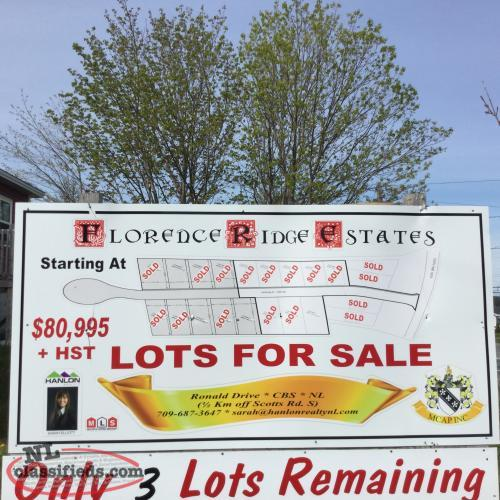 FLORENCE RIDGE ESTATES
Starting At
SOLD SOLD SOLD SOLD SOLD SOLD SOLD SOLD SOLD
SOLD
SOLD SOLD SOLD SOLD SOLD SOLD
SOLD
SOLD
$80,995
+ HST
LOTS FOR SALE
HANLON
MLS
Ronald Drive * CBS * NL
(½ Km off Scotts Rd. S)
709-687-3647 * sarah@hanlonrealtynl.com
MCAP INC.
NL
classifieds.com
Only 3 Lots Remaining